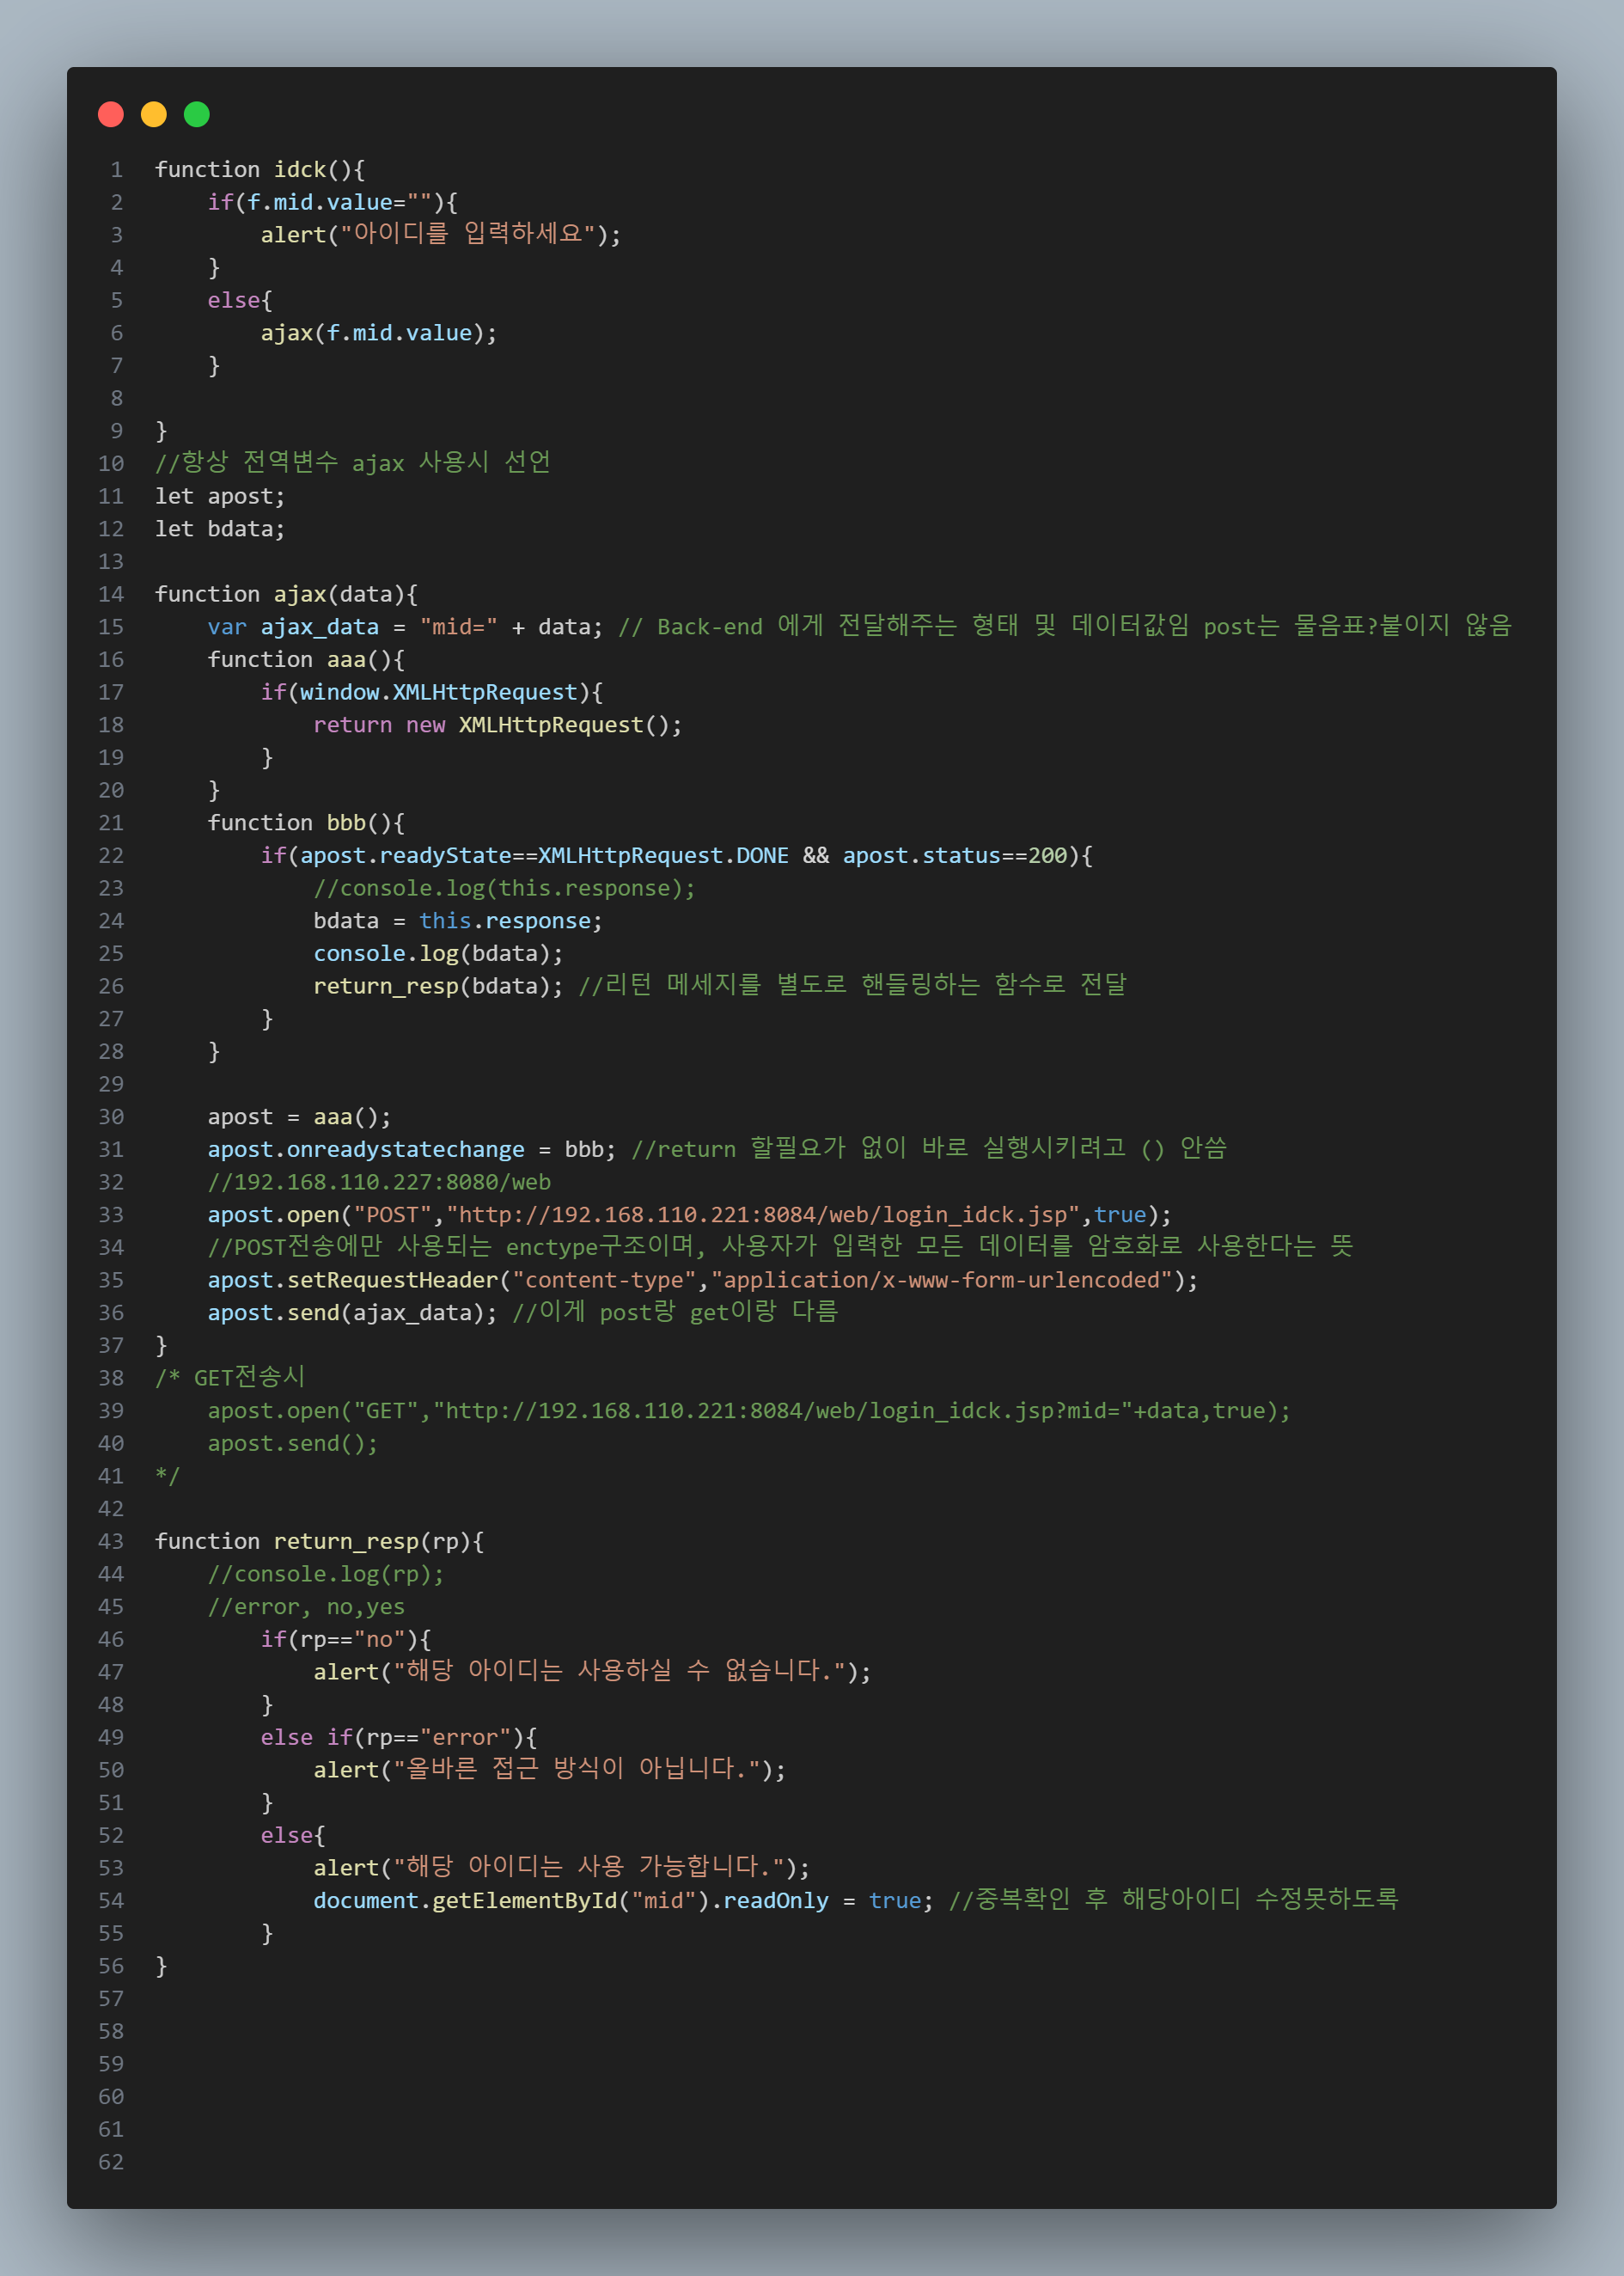 1 function idck(){
2 if(f.mid.value=""){
3 alert("아이디를 입력하세요");
4 }
5 else{
6 ajax(f.mid.value);
7 }
8
9 }
10 //항상 전역변수 ajax 사용시 선언
11 let apost;
12 let bdata;
13
14 function ajax(data){
15 var ajax_data = "mid=" + data; // Back-end 에게 전달해주는 형태 및 데이터값임 post는 물음표?붙이지 않음
16 function aaa(){
17 if(window.XMLHttpRequest){
18 return new XMLHttpRequest();
19 }
20 }
21 function bbb(){
22 if(apost.readyState==XMLHttpRequest.DONE && apost.status==200){
23 //console.log(this.response);
24 bdata = this.response;
25 console.log(bdata);
26 return_resp(bdata); //리턴 메세지를 별도로 핸들링하는 함수로 전달
27 }
28 }
29
30 apost = aaa();
31 apost.onreadystatechange = bbb; //return 할필요가 없이 바로 실행시키려고 () 안씀
32 //192.168.110.227:8080/web
33 apost.open("POST","http://192.168.110.221:8084/web/login_idck.jsp",true);
34 //POST전송에만 사용되는 enctype구조이며, 사용자가 입력한 모든 데이터를 암호화로 사용한다는 뜻
35 apost.setRequestHeader("content-type","application/x-www-form-urlencoded");
36 apost.send(ajax_data); //이게 post랑 get이랑 다름
37 }
38 /* GET전송시
39 apost.open("GET","http://192.168.110.221:8084/web/login_idck.jsp?mid="+data,true);
40 apost.send();
41 */
42
43 function return_resp(rp){
44 //console.log(rp);
45 //error, no,yes
46 if(rp=="no"){
47 alert("해당 아이디는 사용하실 수 없습니다.");
48 }
49 else if(rp=="error"){
50 alert("올바른 접근 방식이 아닙니다.");
51 }
52 else{
53 alert("해당 아이디는 사용 가능합니다.");
54 document.getElementById("mid").readOnly = true; //중복확인 후 해당아이디 수정못하도록
55 }
56 }
57
58
59
60
61
62